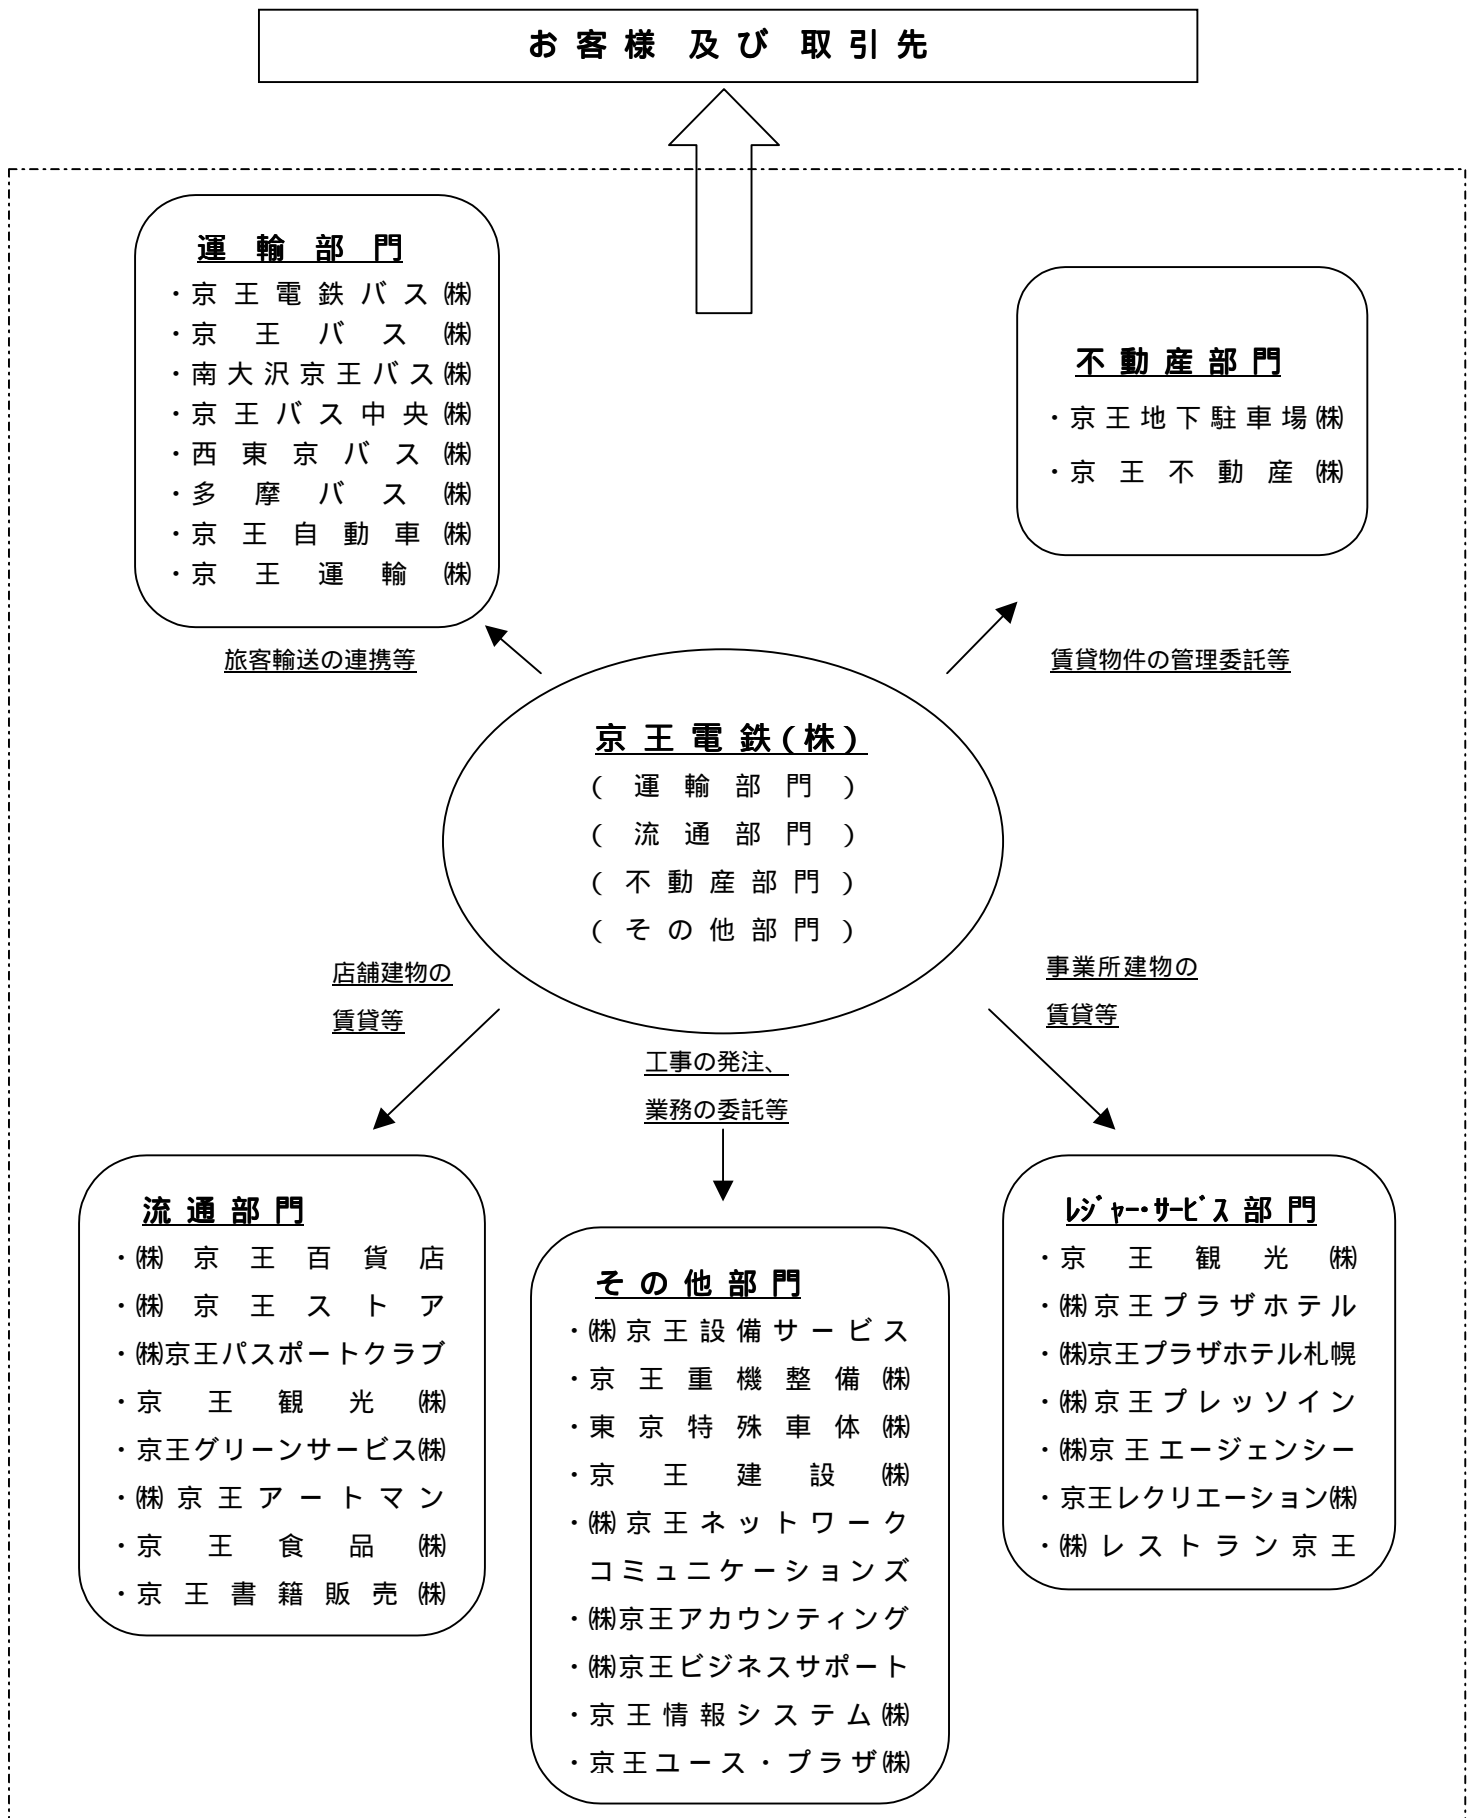 お客様及び取引先
運輸部門
・京王電鉄バス㈱
・京王バス㈱
・南大沢京王バス㈱
・京王バス中央㈱
・西東京バス㈱
・多摩バス㈱
・京王自動車㈱
・京王運輸㈱
不動産部門
・京王地下駐車場㈱
・京王不動産㈱
旅客輸送の連携等
賃貸物件の管理委託等
京王電鉄(株)
(運輸部門)
(流通部門)
(不動産部門)
(その他部門)
店舗建物の
賃貸等
事業所建物の
賃貸等
工事の発注、
業務の委託等
流通部門
・㈱京王百貨店
・㈱京王ストア
・㈱京王パスポートクラブ
・京王観光㈱
・京王グリーンサービス㈱
・㈱京王アートマン
・京王食品㈱
・京王書籍販売㈱
その他部門
・㈱京王設備サービス
・京王重機整備㈱
・東京特殊車体㈱
・京王建設㈱
・㈱京王ネットワーク
コミュニケーションズ
・㈱京王アカウンティング
・㈱京王ビジネスサポート
・京王情報システム㈱
・京王ユース・プラザ㈱
ﾚｼﾞｬｰ･ｻｰﾋﾞｽ部門
・京王観光㈱
・㈱京王プラザホテル
・㈱京王プラザホテル札幌
・㈱京王プレッソイン
・㈱京王エージェンシー
・京王レクリエーション㈱
・㈱レストラン京王